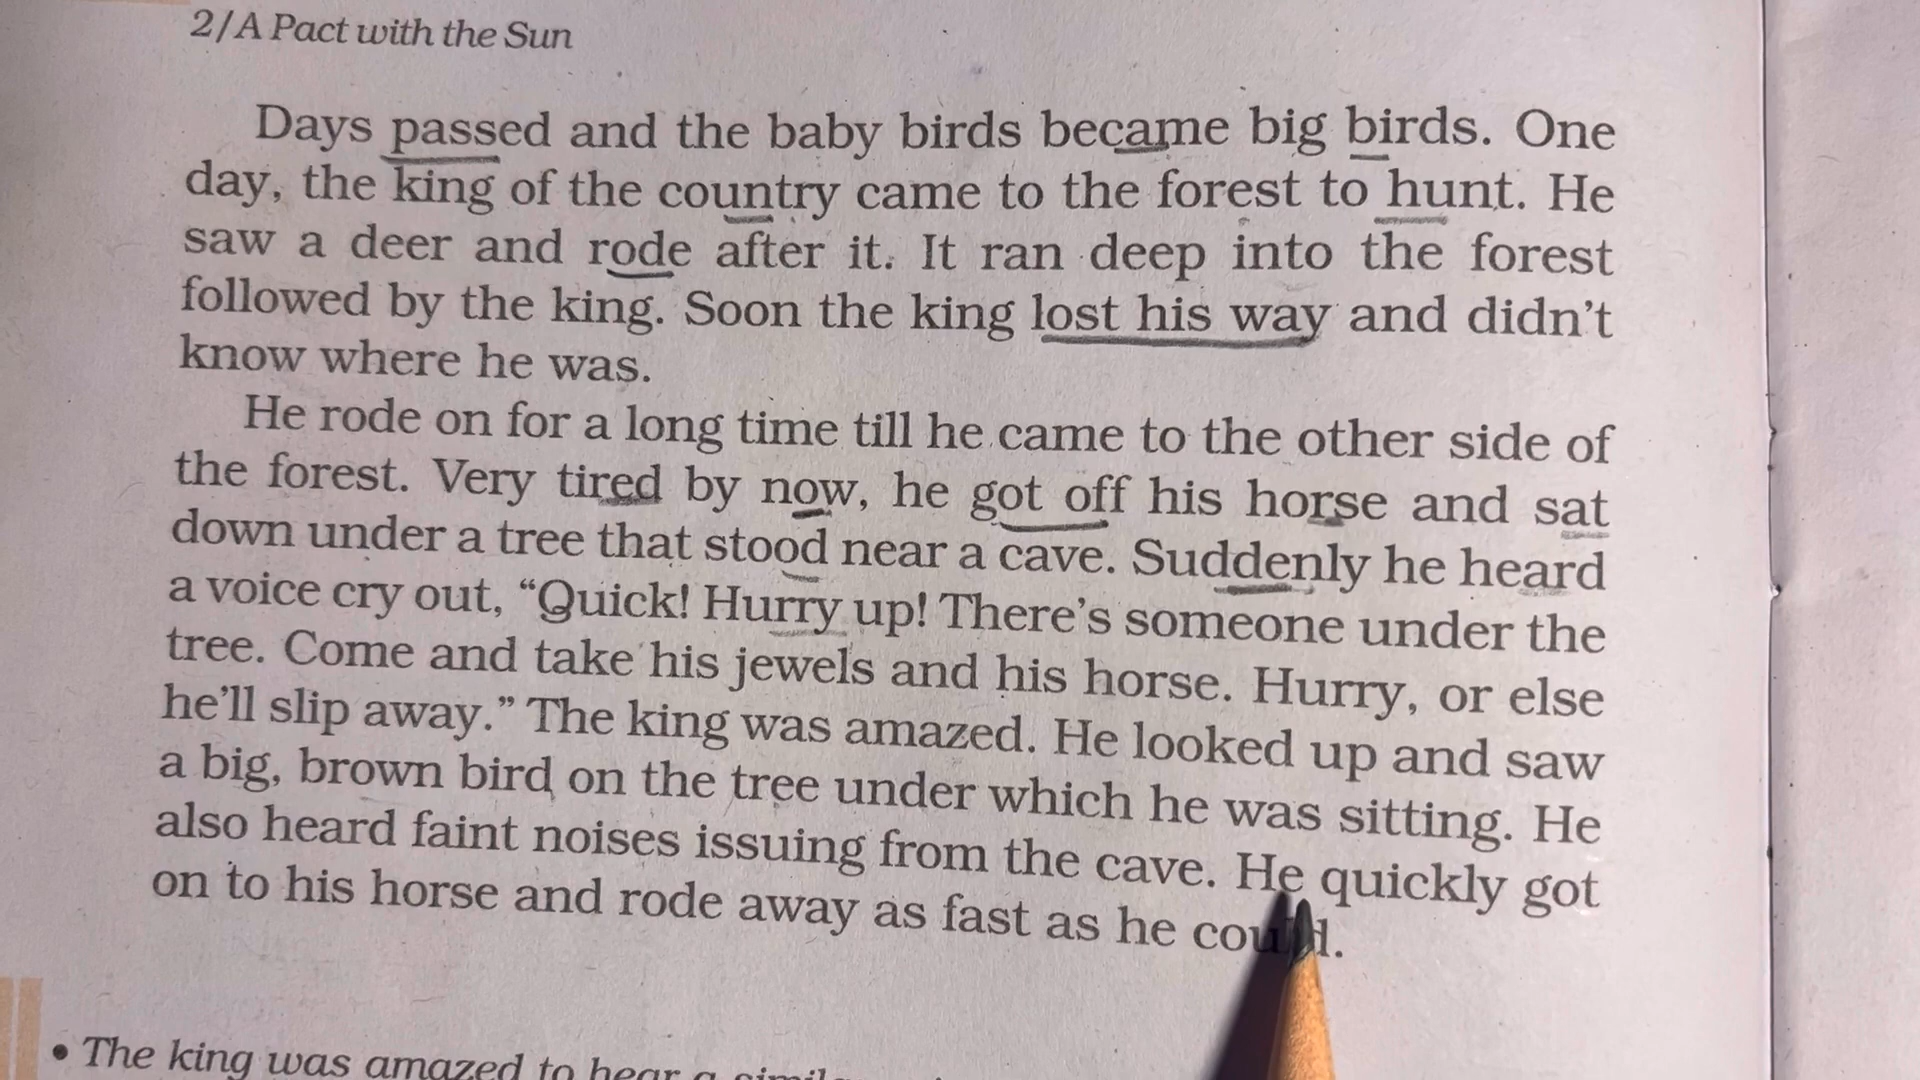 2/A Pact with the Sun
Days passed and the baby birds became big birds. One
day, the king of the country came to the forest to hunt. He
saw a deer and rode after it. It ran deep into the forest
followed by the king. Soon the king lost his way and didn't
know where he was.
He rode on for a long time till he came to the other side of
the forest. Very tired by now, he got off his horse and sat
down under a tree that stood near a cave. Suddenly he heard
a voice cry out, “Quick! Hurry up! There's someone under the
tree. Come and take his jewels and his horse. Hurry, or else
he'll slip away.” The king was amazed. He looked up and saw
a big, brown bird on the tree under which he was sitting. He
also heard faint noises issuing from the cave. He quickly got
on to his horse and rode away as fast as he could.
• The king was amazed to hear a